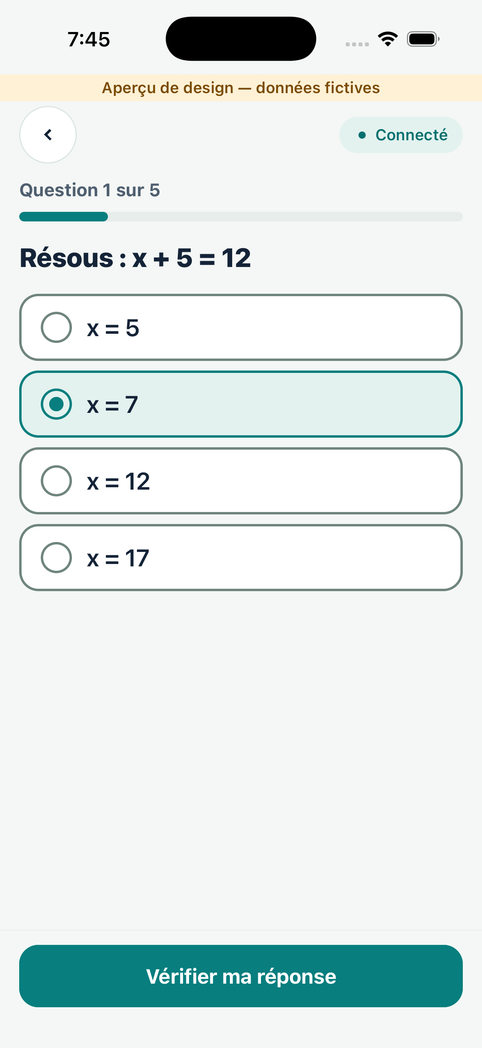 7:45
Aperçu de design — données fictives
Connecté
Question 1 sur 5
Résous : x + 5 = 12
x = 5
x = 7
x = 12
x = 17
Vérifier ma réponse